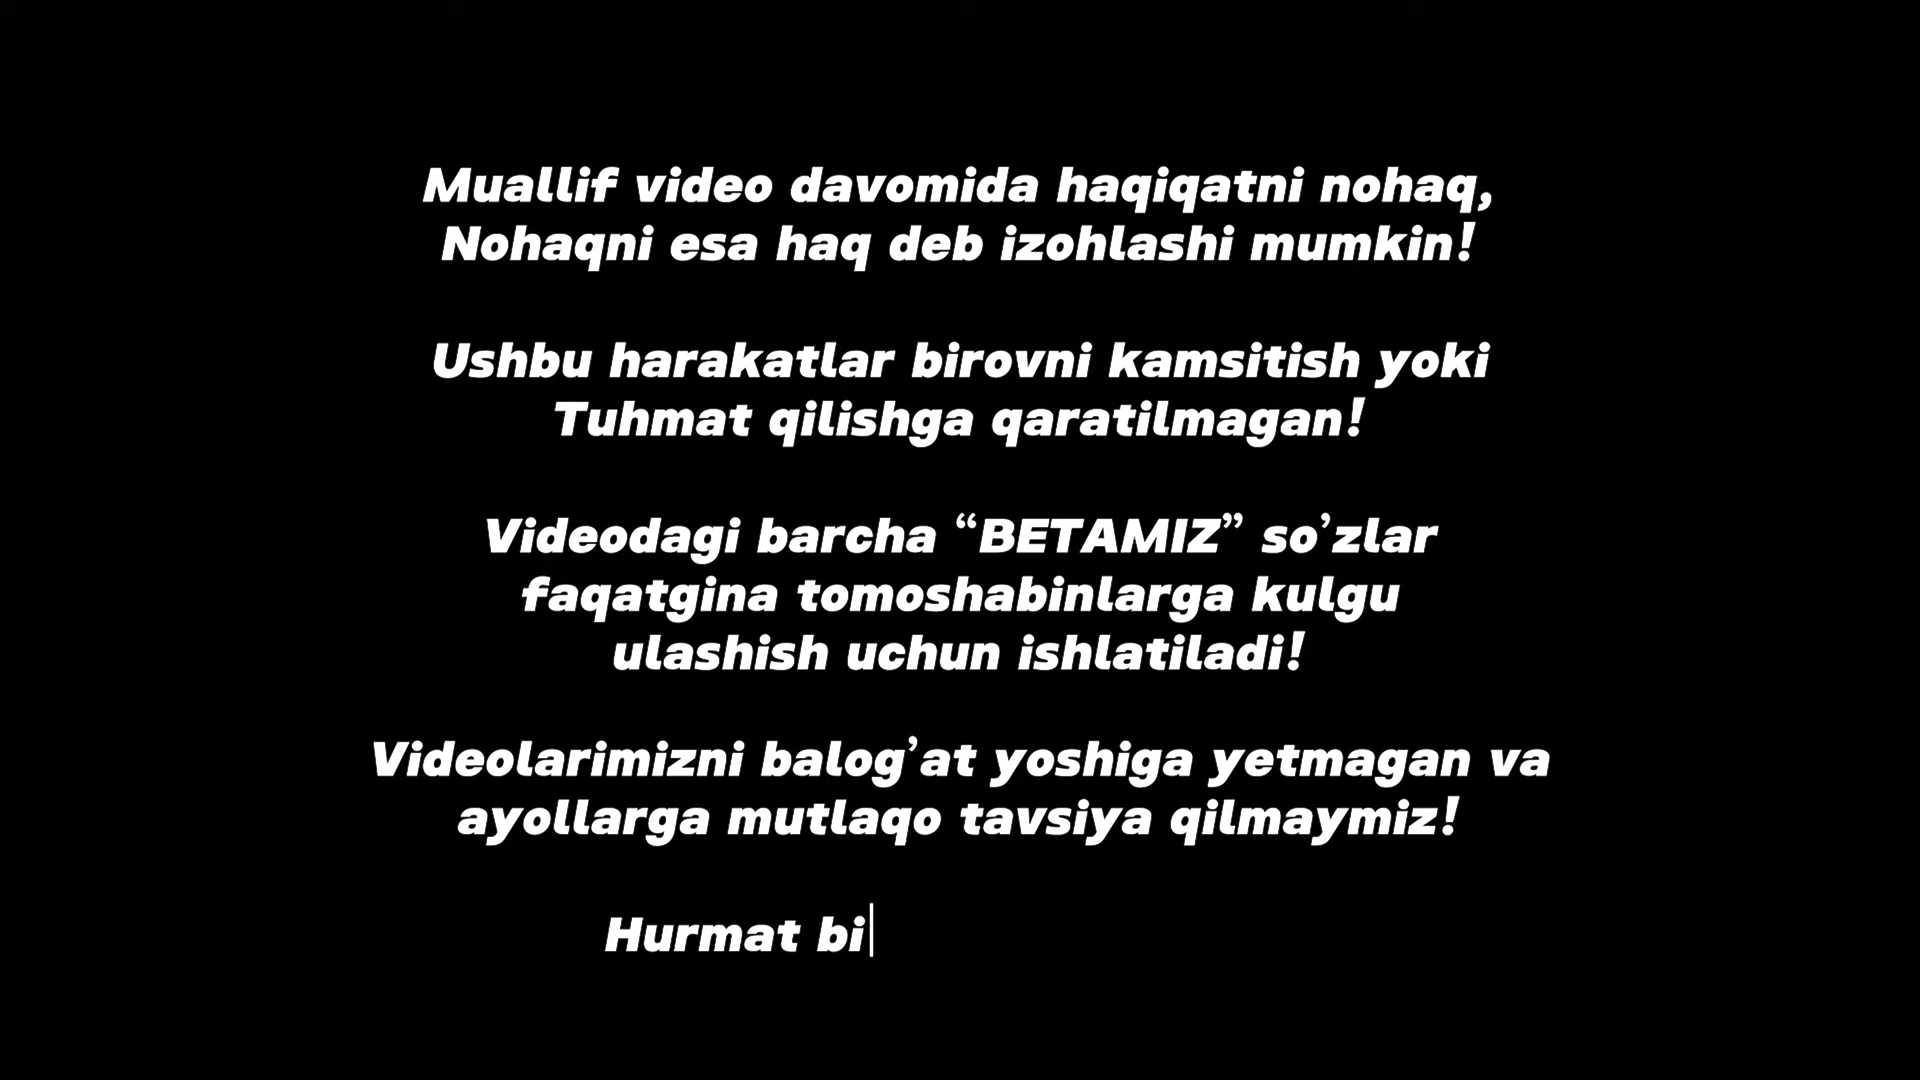 Muallif video davomida haqiqatni nohaq,
Nohaqni esa haq deb izohlashi mumkin!
Ushbu harakatlar birovni kamsitish yoki
Tuhmat qilishga qaratilmagan!
Videodagi barcha “BETAMIZ” so’zlar
faqatgina tomoshabinlarga kulgu
ulashish uchun ishlatiladi!
Videolarimizni balog’at yoshiga yetmagan va
ayollarga mutlaqo tavsiya qilmaymiz!
Hurmat bi